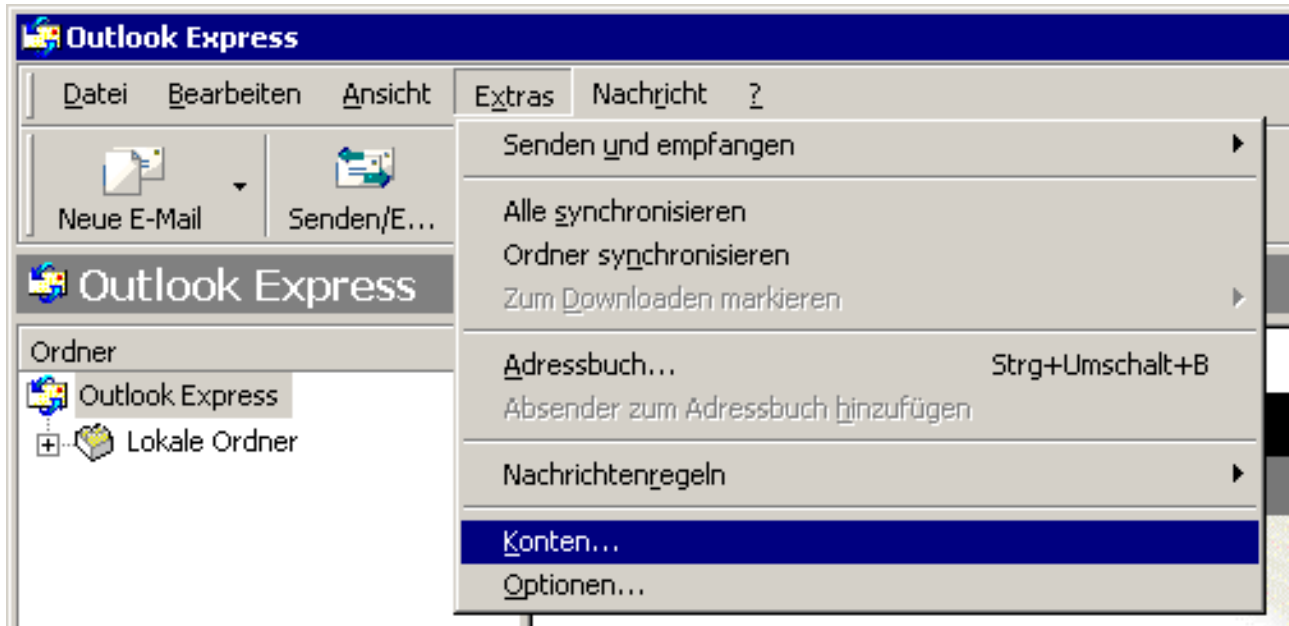 Outlook Express
Datei Bearbeiten Ansicht Extras Nachricht ?
Neue E-Mail Senden/E...
Senden und empfangen
Alle synchronisieren
Ordner synchronisieren
Zum Downloaden markieren
Adressbuch... Strg+Umschalt+B
Absender zum Adressbuch hinzufügen
Nachrichtenregeln
Konten...
Optionen...
Outlook Express
Ordner
Outlook Express
Lokale Ordner